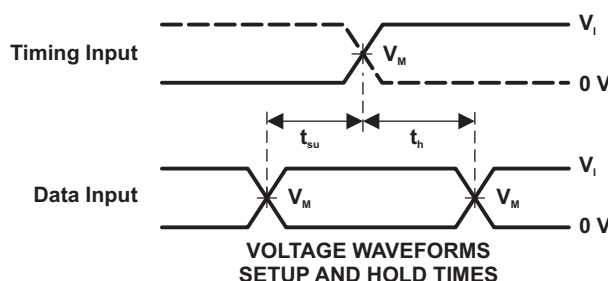 V_I
Timing Input
V_M
0 V
t_su
t_h
V_I
Data Input
V_M
V_M
0 V
VOLTAGE WAVEFORMS
SETUP AND HOLD TIMES